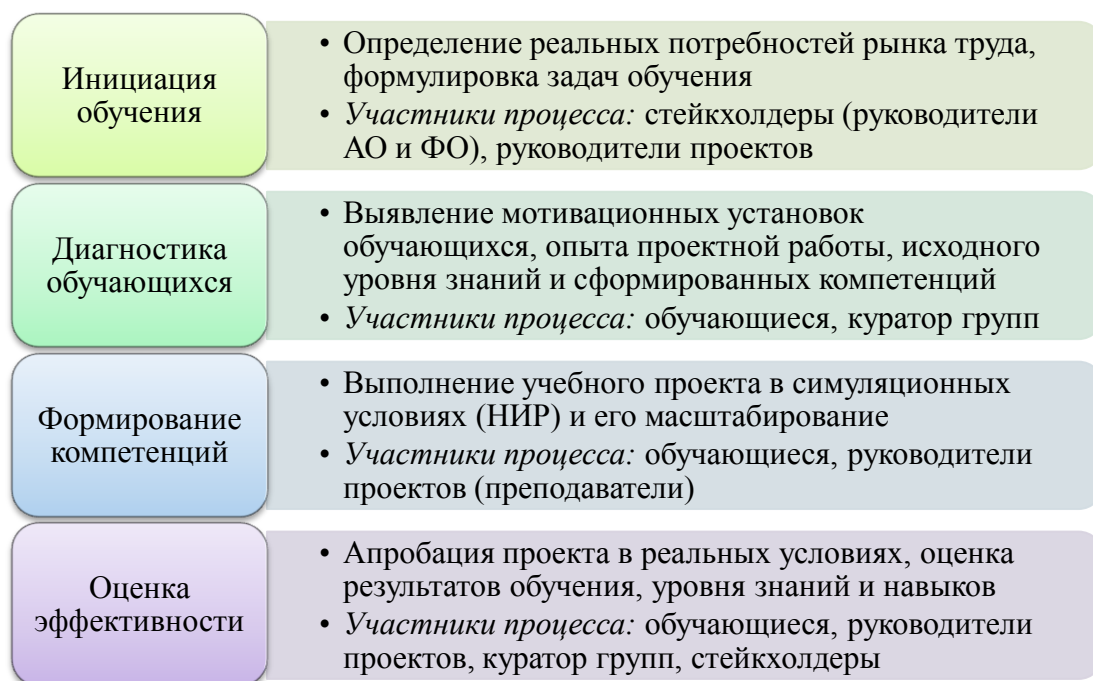 Инициация
обучения
• Определение реальных потребностей рынка труда,
формулировка задач обучения
• Участники процесса: стейкхолдеры (руководители
АО и ФО), руководители проектов
Диагностика
обучающихся
• Выявление мотивационных установок
обучающихся, опыта проектной работы, исходного
уровня знаний и сформированных компетенций
• Участники процесса: обучающиеся, куратор групп
Формирование
компетенций
• Выполнение учебного проекта в симуляционных
условиях (НИР) и его масштабирование
• Участники процесса: обучающиеся, руководители
проектов (преподаватели)
Оценка
эффективности
• Апробация проекта в реальных условиях, оценка
результатов обучения, уровня знаний и навыков
• Участники процесса: обучающиеся, руководители
проектов, куратор групп, стейкхолдеры